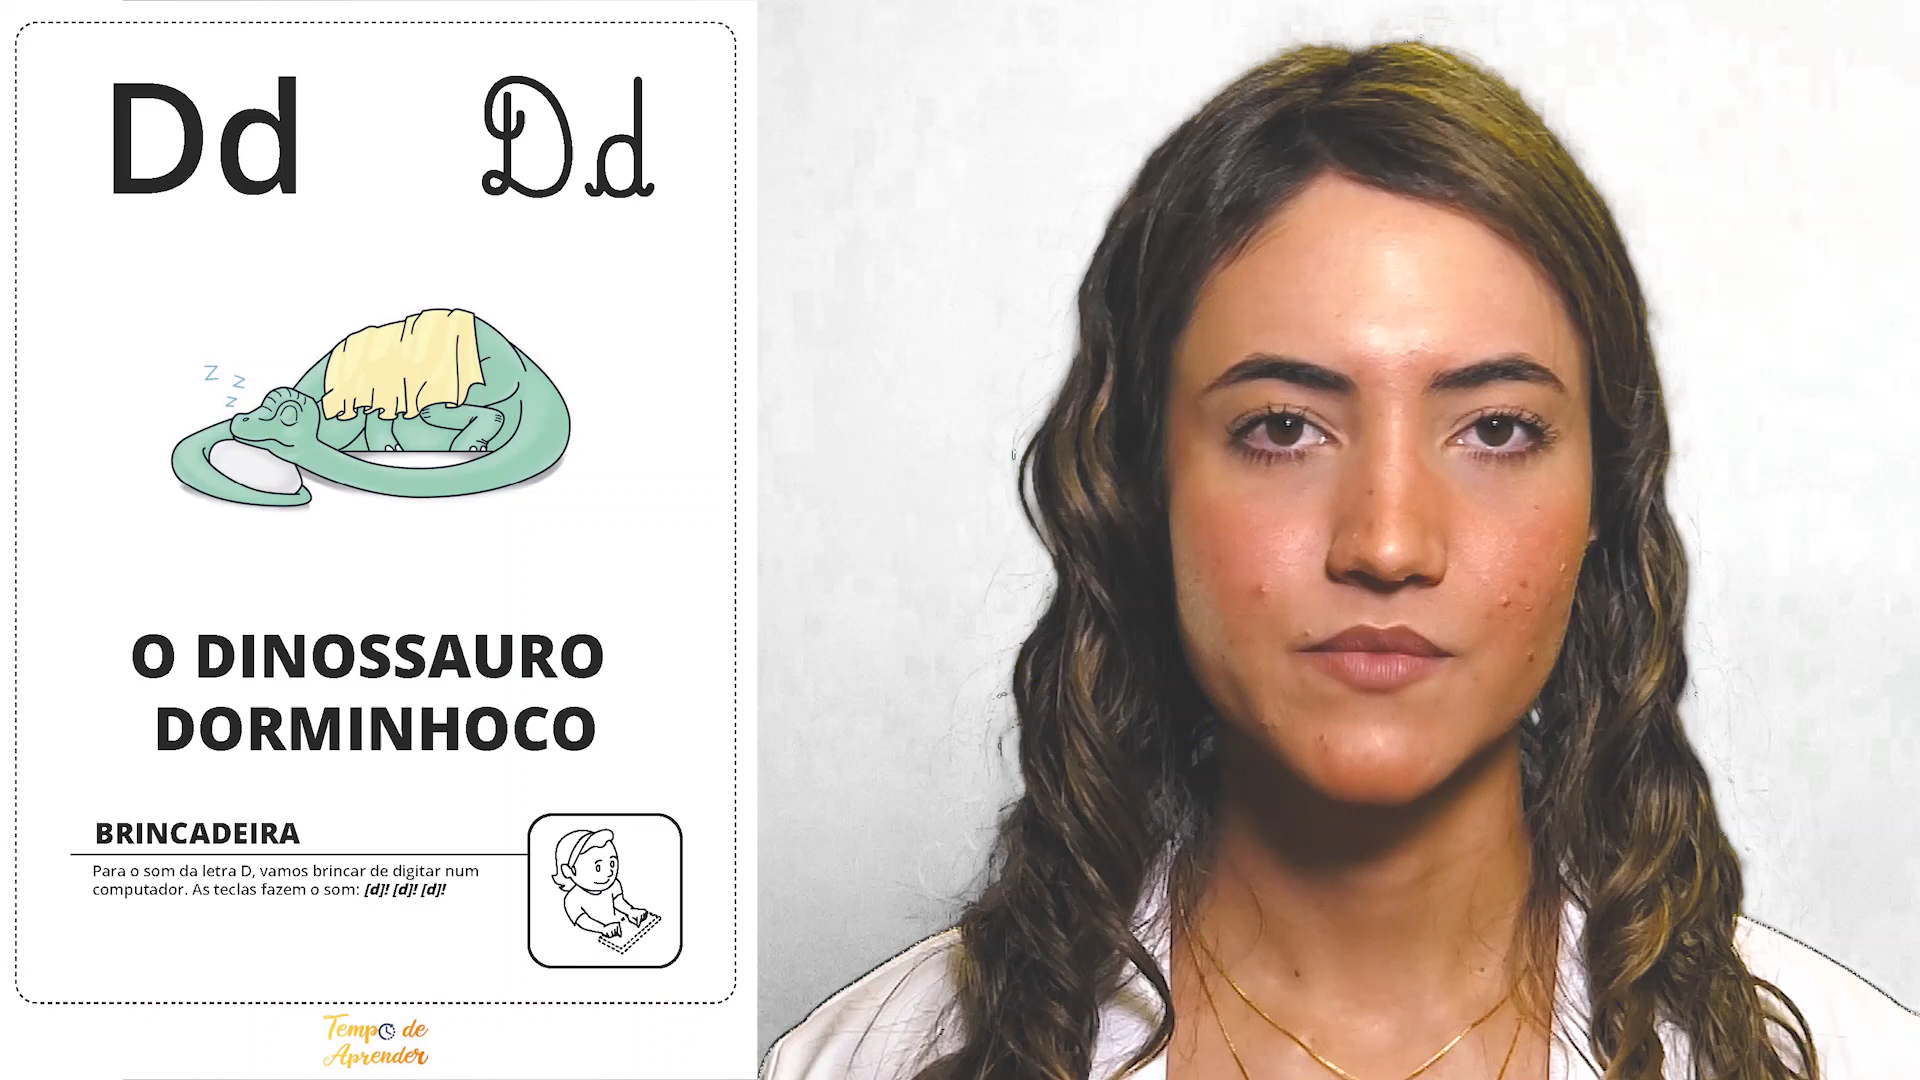 Dd Dd
z z
z
O DINOSSAURO
DORMINHOCO
BRINCADEIRA
Para o som da letra D, vamos brincar de digitar num
computador. As teclas fazem o som: [d]! [d]! [d]!
Tempo de
Aprender